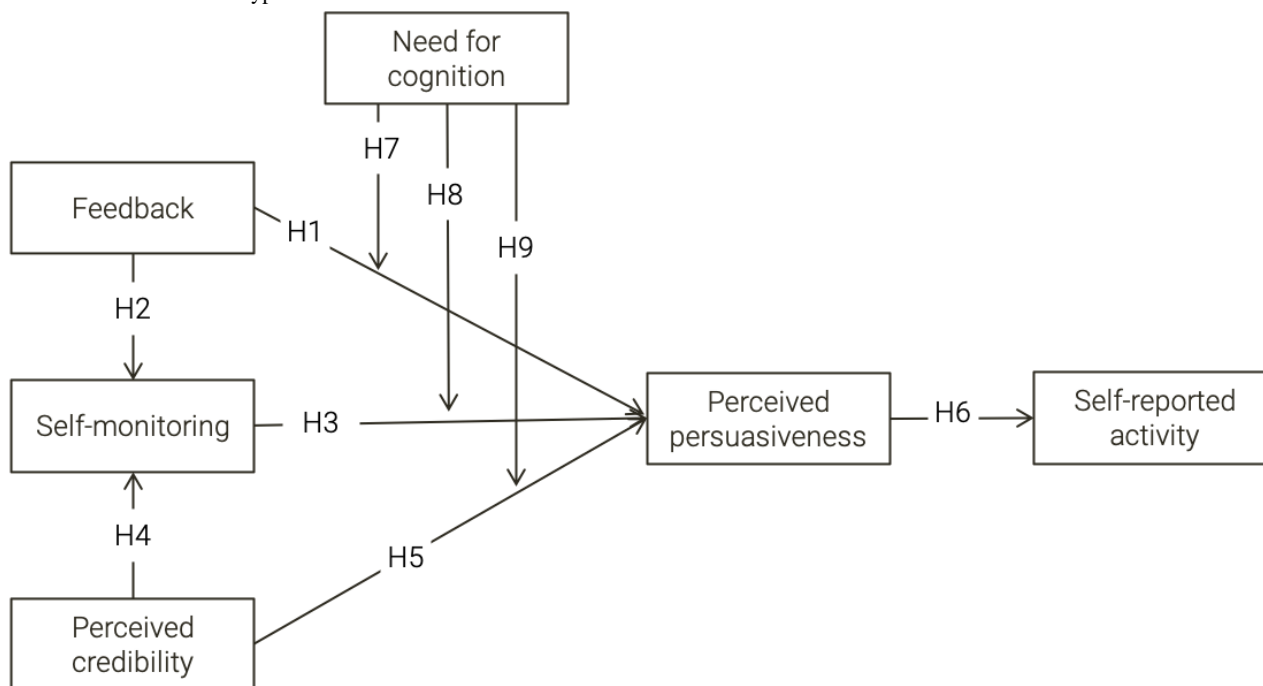 Need for
cognition
H7
Feedback
H8
H1
H9
H2
Self-monitoring
H3
Perceived
persuasiveness
H6
Self-reported
activity
H4
H5
Perceived
credibility